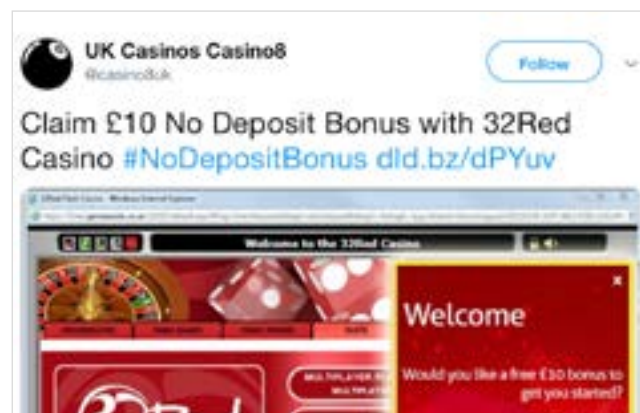 UK Casinos Casino8
@casino8uk
Follow
Claim £10 No Deposit Bonus with 32Red
Casino #NoDepositBonus dld.bz/dPYuv
Welcome to the 32Red Casino
Welcome
Would you like a free £10 bonus to
get you started?